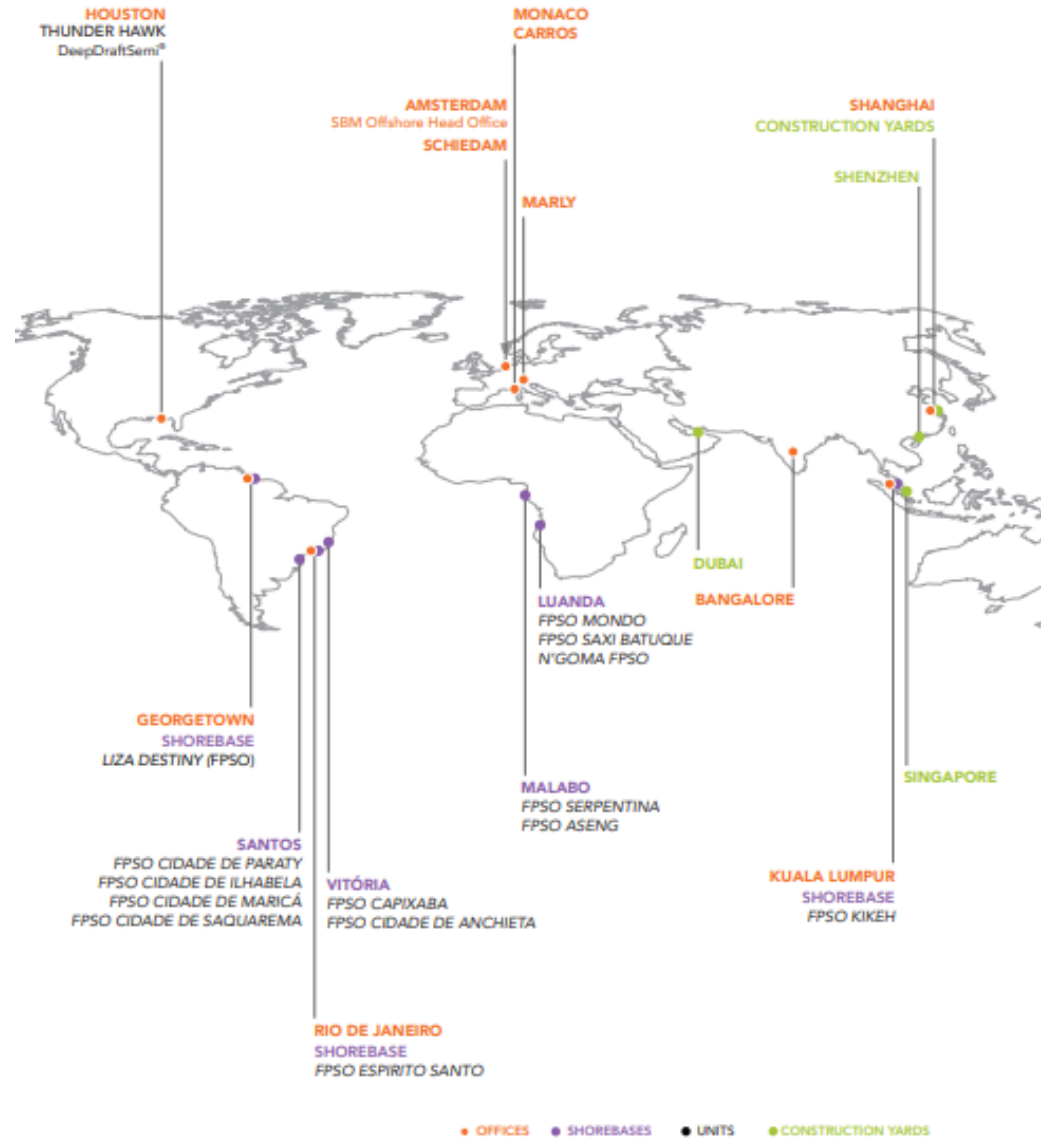 HOUSTON
THUNDER HAWK
DeepDraftSemi®
MONACO
CARROS
AMSTERDAM
SBM Offshore Head Office
SCHIEDAM
MARLY
SHANGHAI
CONSTRUCTION YARDS
SHENZHEN
DUBAI
BANGALORE
LUANDA
FPSO MONDO
FPSO SAXI BATUQUE
N'GOMA FPSO
GEORGETOWN
SHOREBASE
LIZA DESTINY (FPSO)
MALABO
FPSO SERPENTINA
FPSO ASENG
SINGAPORE
SANTOS
FPSO CIDADE DE PARATY
FPSO CIDADE DE ILHABELA
FPSO CIDADE DE MARICÁ
FPSO CIDADE DE SAQUAREMA
VITÓRIA
FPSO CAPIXABA
FPSO CIDADE DE ANCHIETA
KUALA LUMPUR
SHOREBASE
FPSO KIKEH
RIO DE JANEIRO
SHOREBASE
FPSO ESPIRITO SANTO
OFFICES SHOREBASES UNITS CONSTRUCTION YARDS